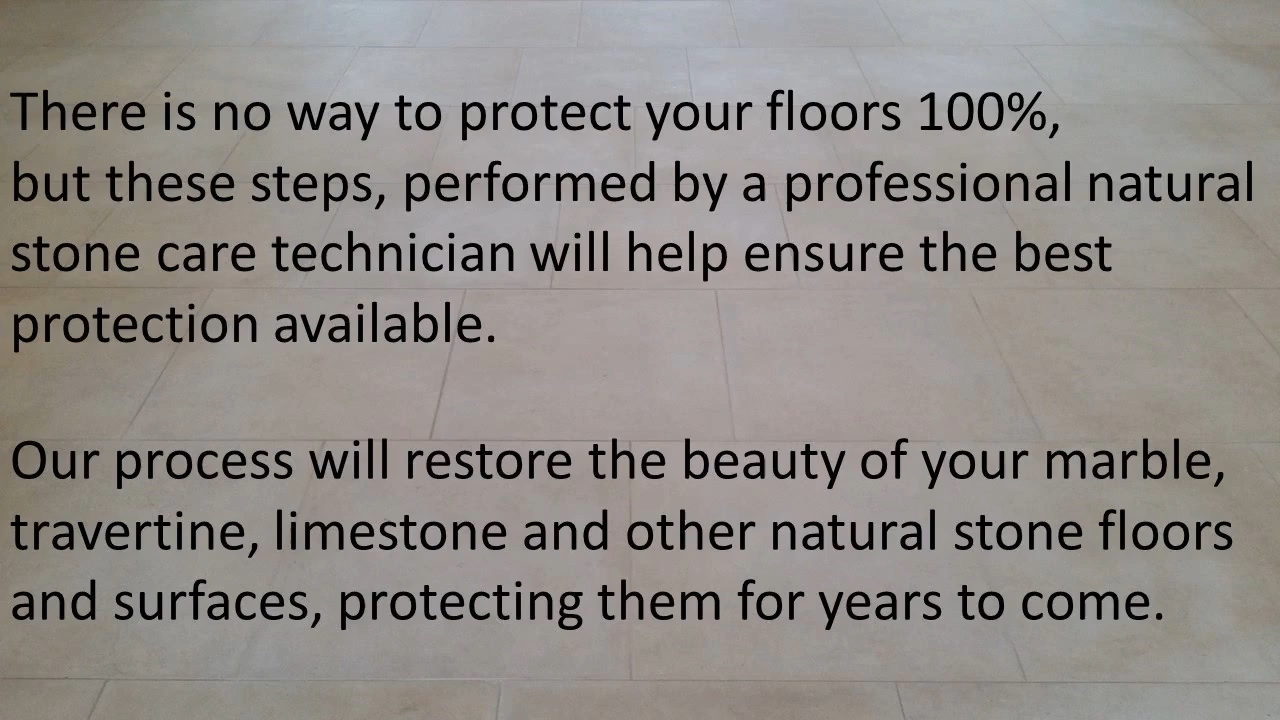 There is no way to protect your floors 100%,
but these steps, performed by a professional natural
stone care technician will help ensure the best
protection available.
Our process will restore the beauty of your marble,
travertine, limestone and other natural stone floors
and surfaces, protecting them for years to come.